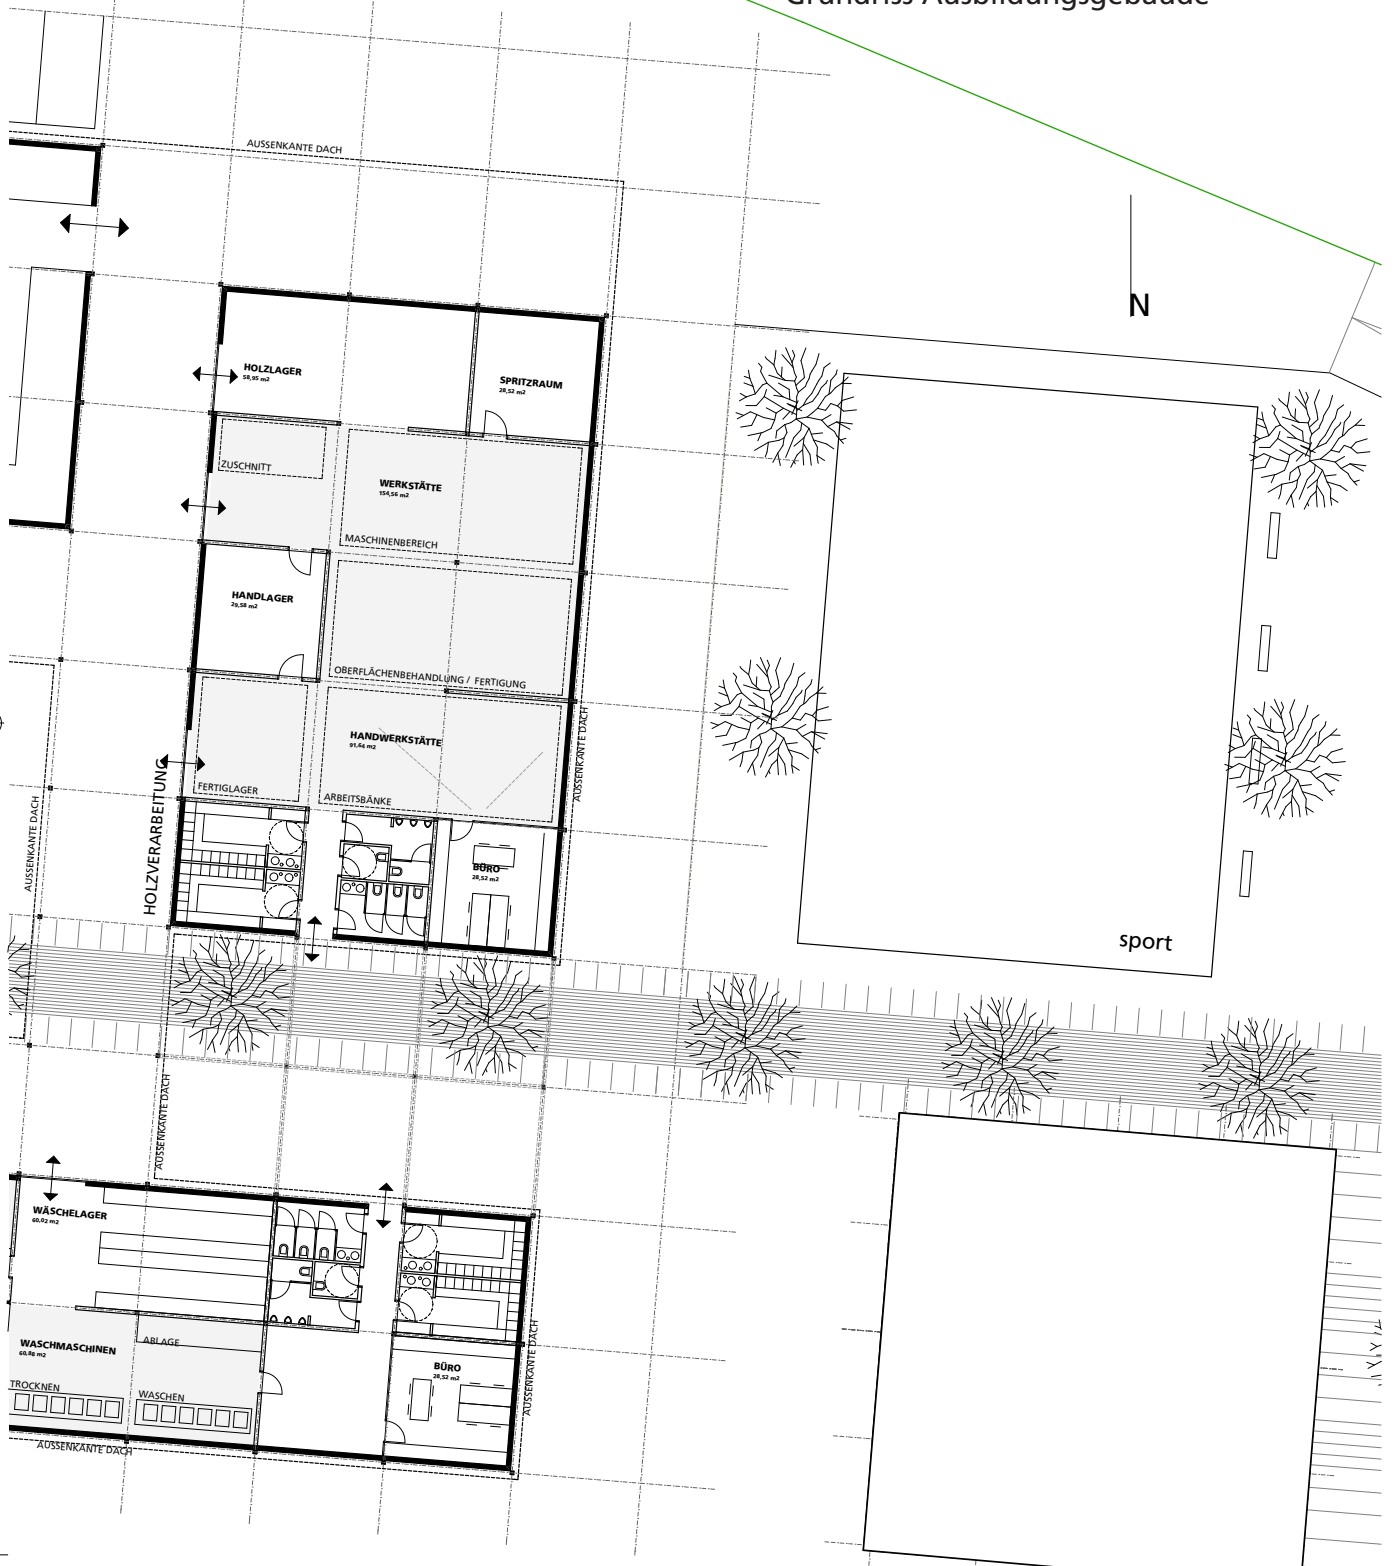 Grundriss Ausbildungsgebäude
AUSSENKANTE DACH
N
HOLZLAGER
58,95 m2
SPRITZRAUM
28,52 m2
ZUSCHNITT
WERKSTÄTTE
154,56 m2
MASCHINENBEREICH
HANDLAGER
29,58 m2
OBERFLÄCHENBEHANDLUNG / FERTIGUNG
HANDWERKSTÄTTE
91,64 m2
FERTIGLAGER
ARBEITSBÄNKE
AUSSENKANTE DACH
HOLZVERARBEITUNG
AUSSENKANTE DACH
BÜRO
28,52 m2
sport
AUSSENKANTE DACH
WÄSCHELAGER
60,02 m2
WASCHMASCHINEN
60,88 m2
ABLAGE
TROCKNEN
WASCHEN
BÜRO
28,52 m2
AUSSENKANTE DACH
AUSSENKANTE DACH